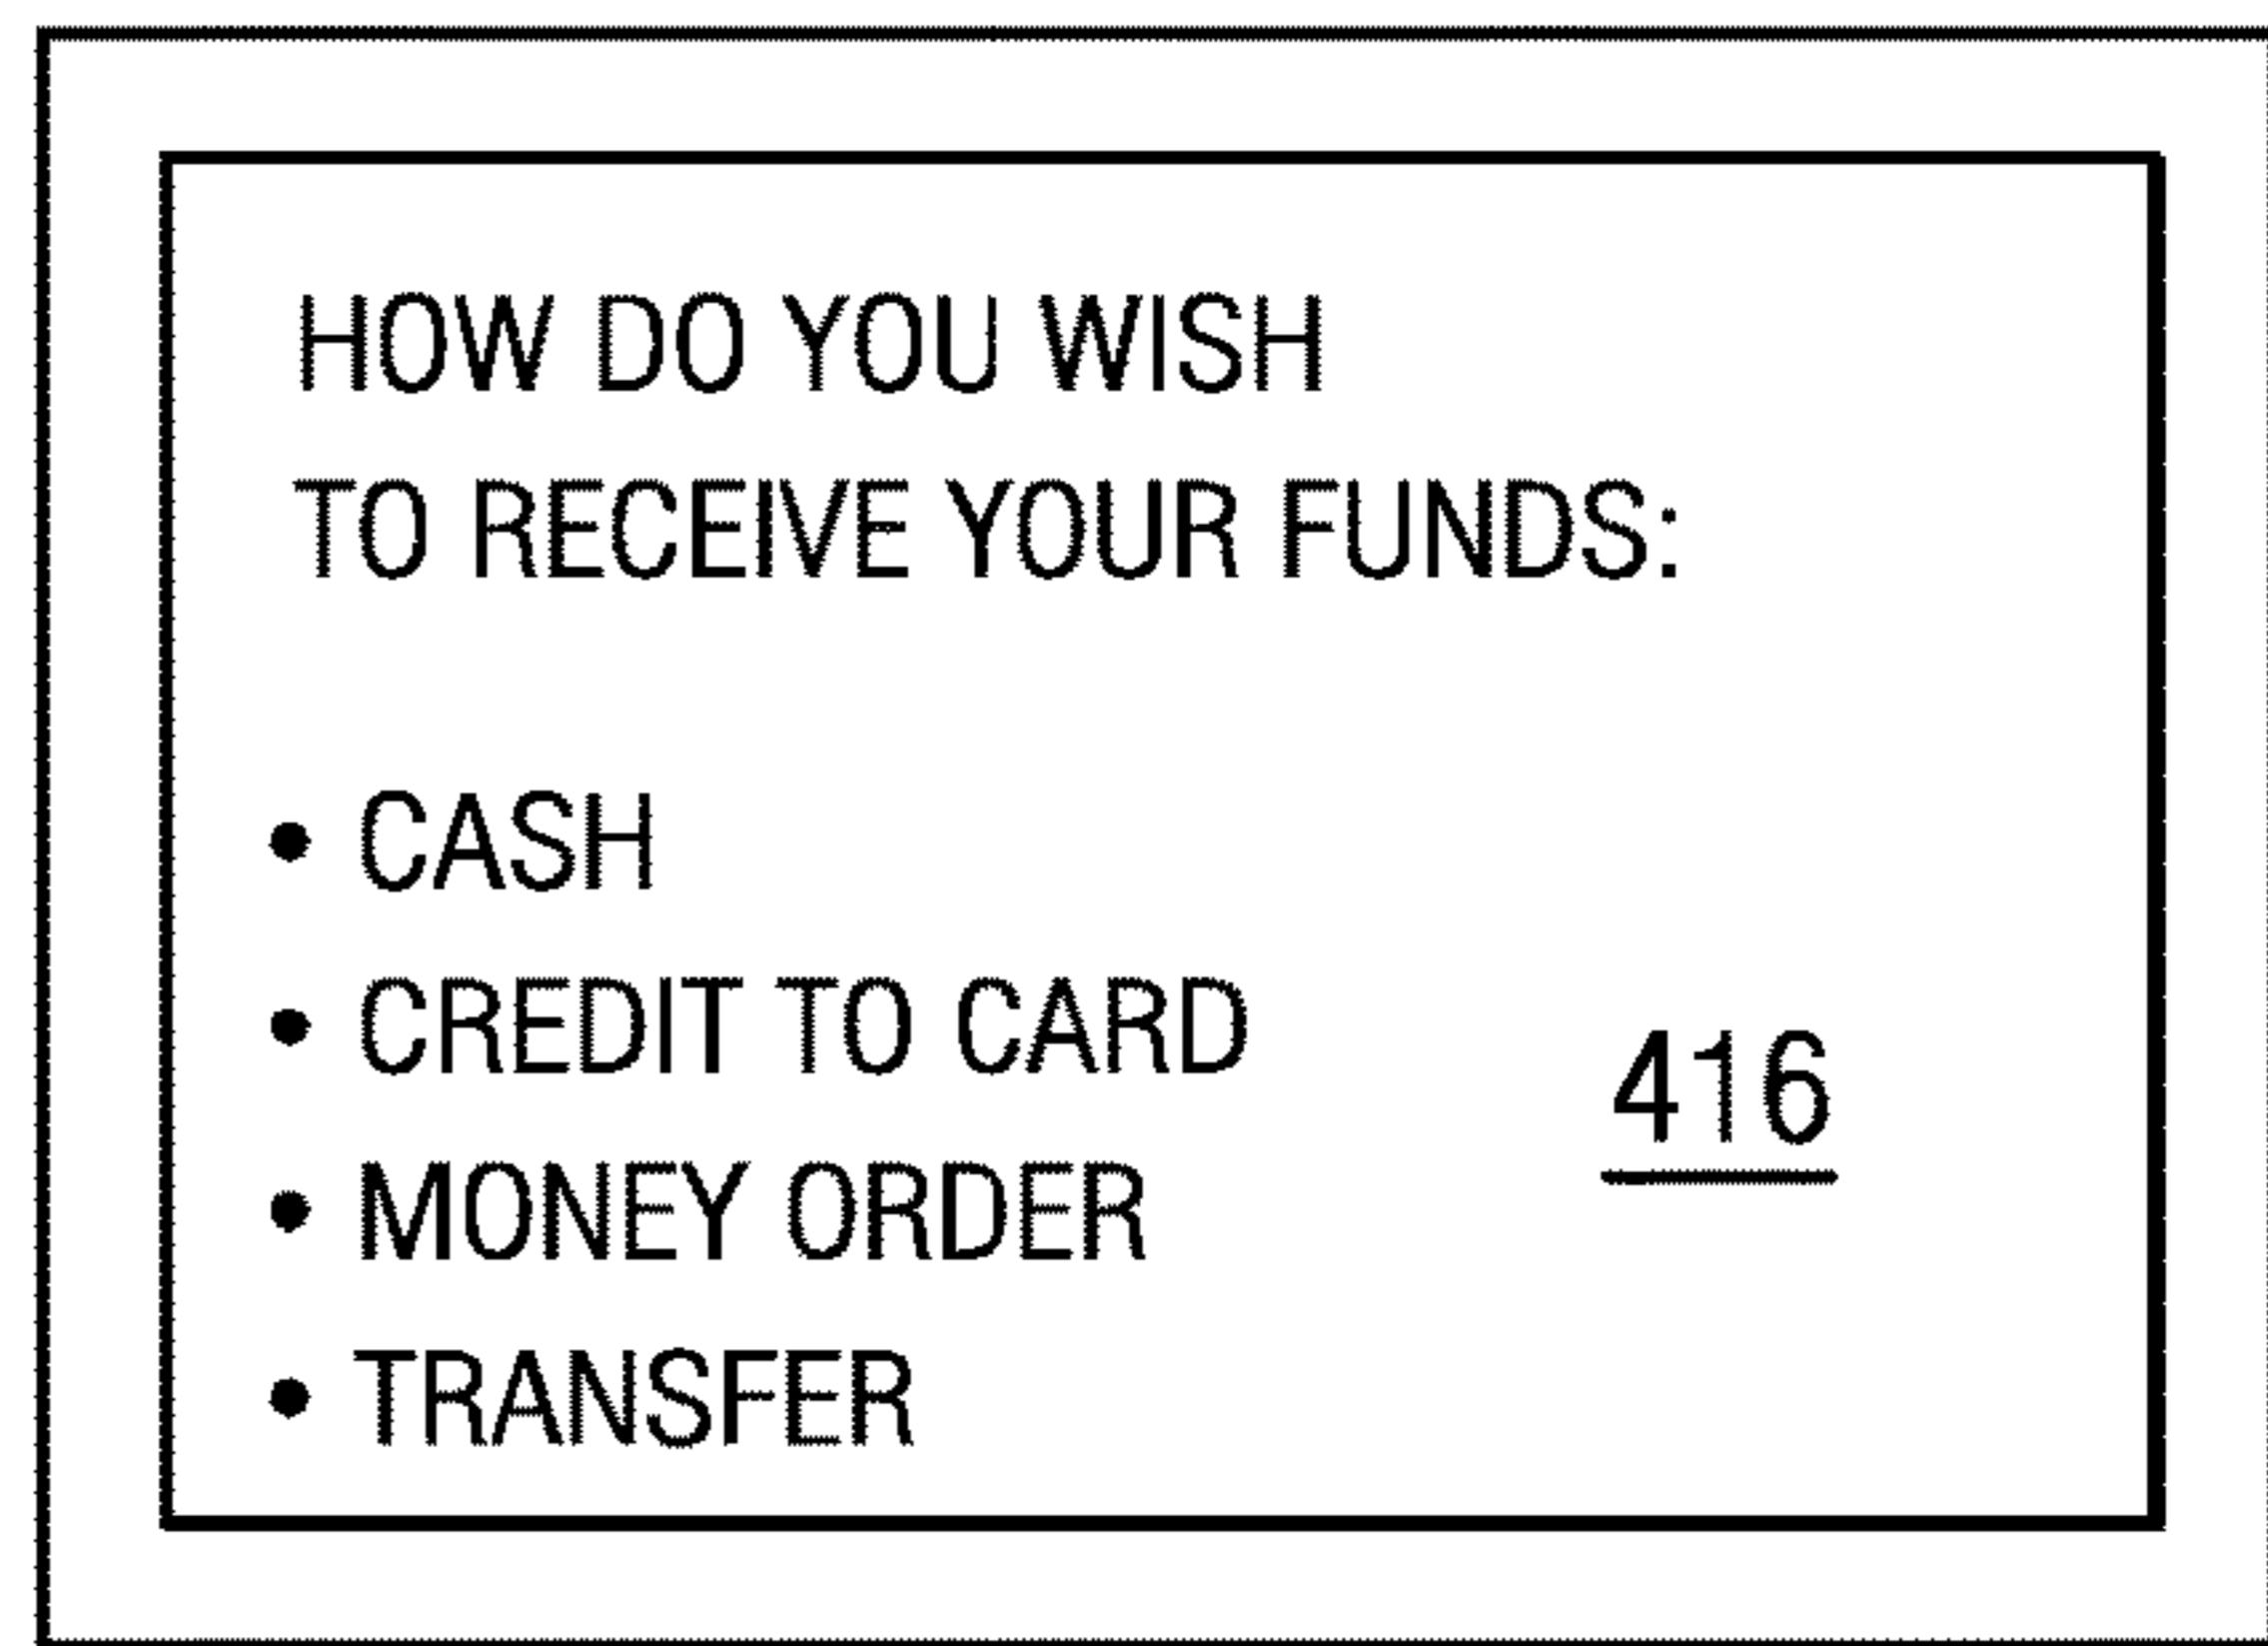 HOW DO YOU WISH
TO RECEIVE YOUR FUNDS:
• CASH
• CREDIT TO CARD
• MONEY ORDER
• TRANSFER
416